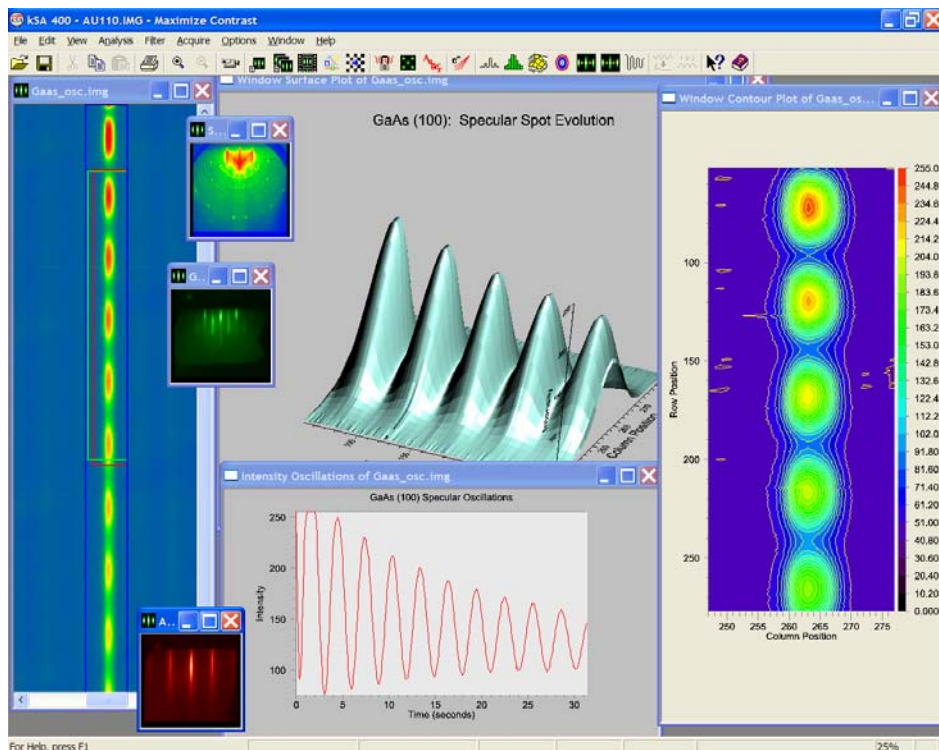 kSA 400 - AU110.IMG - Maximize Contrast
File Edit View Analysis Filter Acquire Options Window Help
Gaas_osc.img
Window Surface Plot of Gaas_osc.img
Window Contour Plot of Gaas_os...
S...
G...
A...
GaAs (100): Specular Spot Evolution
Column Position
Intensity Oscillations of Gaas_osc.img
GaAs (100) Specular Oscillations
Intensity
250
200
150
100
0 5 10 15 20 25 30
Time (seconds)
Row Position
100
150
200
250
250 255 260 265 270 275
Column Position
255.0
244.8
234.6
224.4
214.2
204.0
193.8
183.6
173.4
163.2
153.0
142.8
132.6
122.4
112.2
102.0
91.80
81.60
71.40
61.20
51.00
40.80
30.60
20.40
10.20
0.000
For Help, press F1
25%